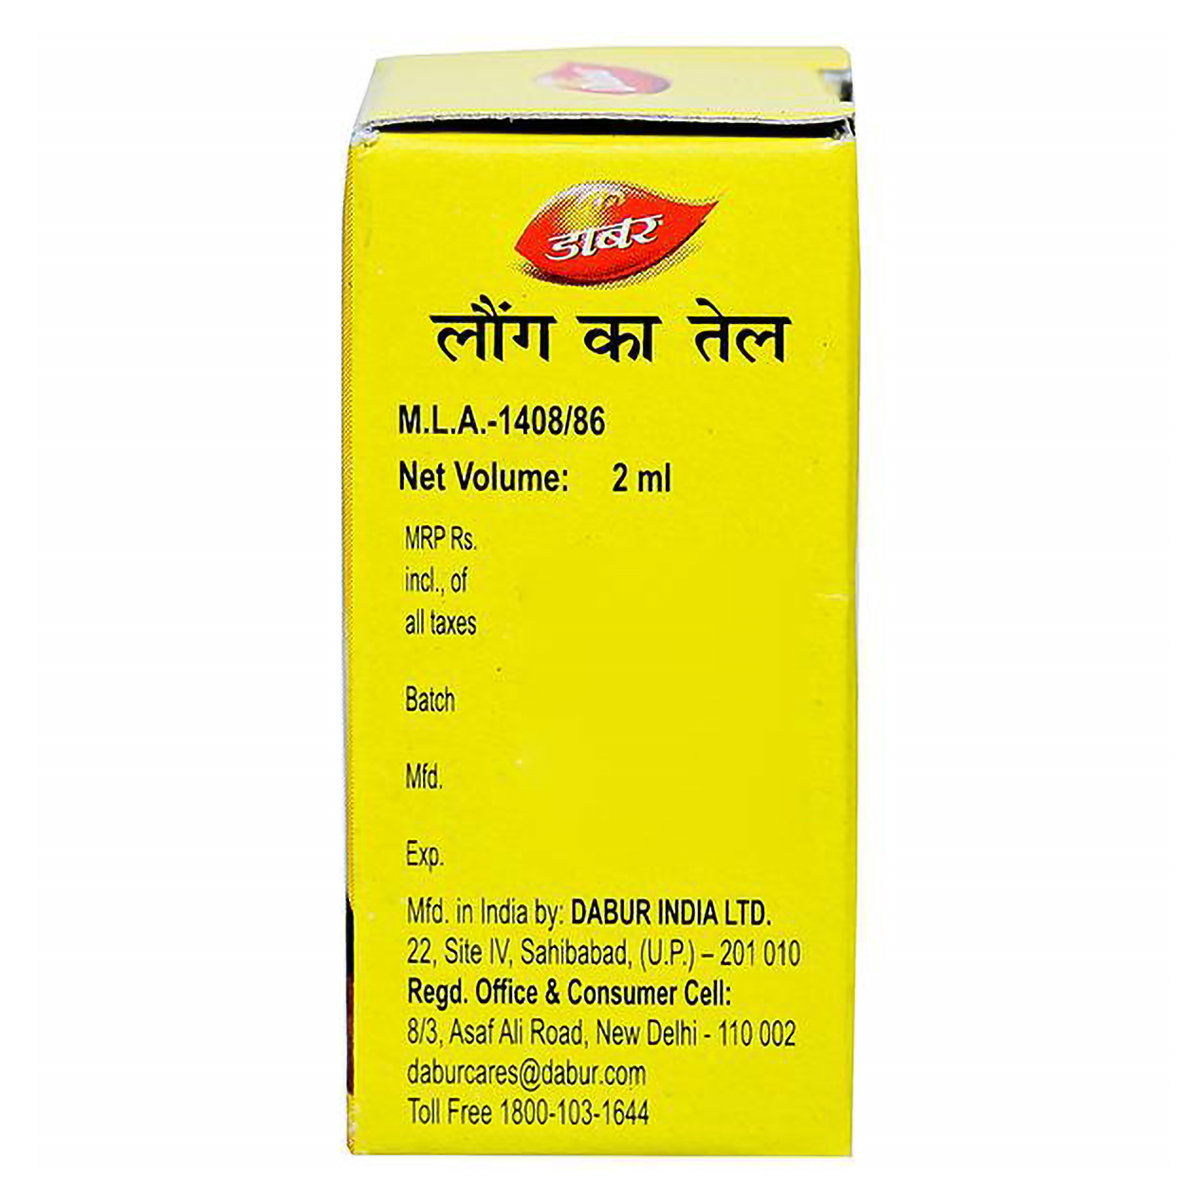 डाबर
लौंग का तेल
M.L.A.-1408/86
Net Volume: 2 ml
MRP Rs.
incl., of
all taxes
Batch
Mfd.
Exp.
Mfd. in India by: DABUR INDIA LTD.
22, Site IV, Sahibabad, (U.P.) – 201 010
Regd. Office & Consumer Cell:
8/3, Asaf Ali Road, New Delhi - 110 002
daburcares@dabur.com
Toll Free 1800-103-1644